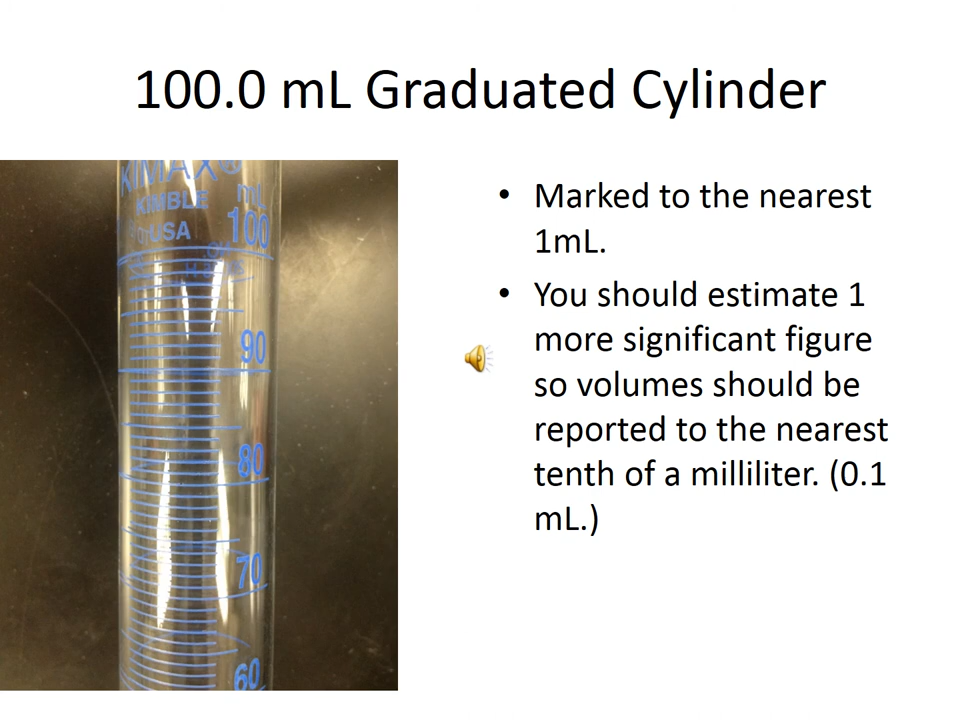 100.0 mL Graduated Cylinder
KIMAX®
KIMBLE
USA
mL
100
90
80
70
60
• Marked to the nearest
1mL.
• You should estimate 1
more significant figure
so volumes should be
reported to the nearest
tenth of a milliliter. (0.1
mL.)